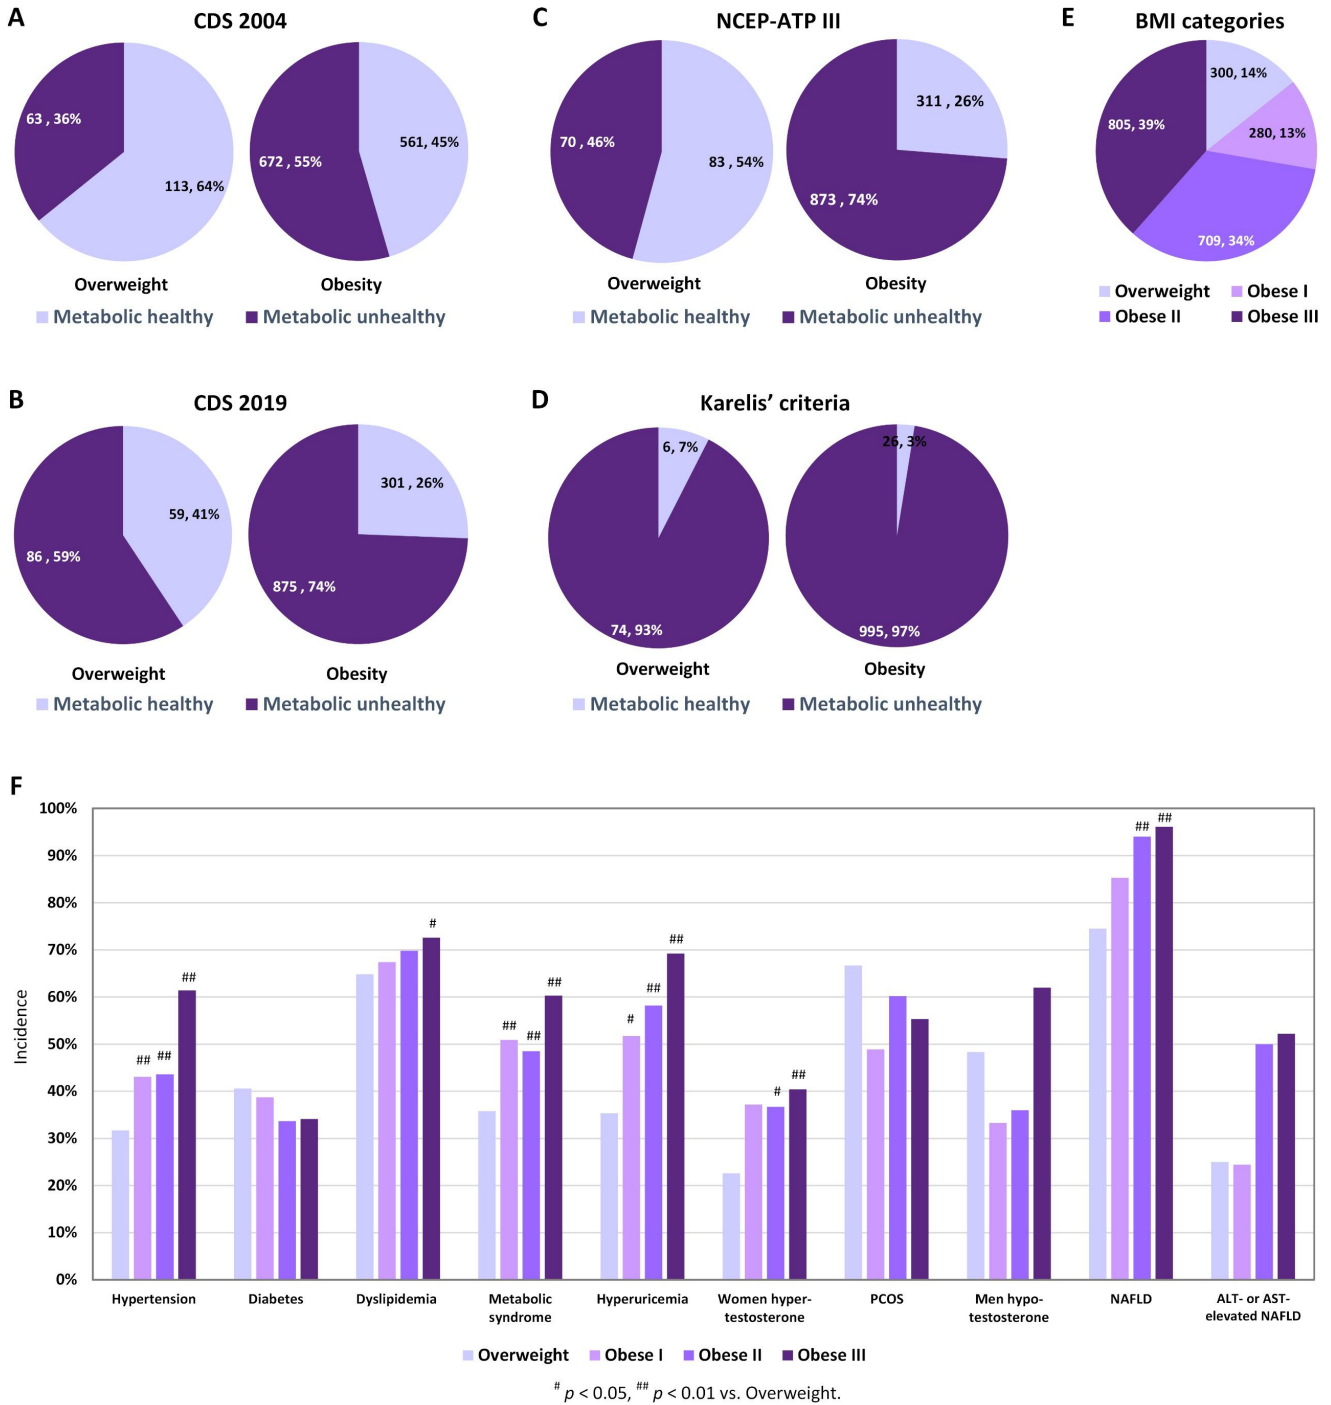 A
CDS 2004
63 , 36%
113, 64%
672 , 55%
561, 45%
Overweight
Obesity
Metabolic healthy
Metabolic unhealthy
C
NCEP-ATP III
70 , 46%
83 , 54%
311 , 26%
873 , 74%
Overweight
Obesity
Metabolic healthy
Metabolic unhealthy
E
BMI categories
300, 14%
280, 13%
805, 39%
709, 34%
Overweight
Obese I
Obese II
Obese III
B
CDS 2019
59, 41%
86 , 59%
301 , 26%
875 , 74%
Overweight
Obesity
Metabolic healthy
Metabolic unhealthy
D
Karelis’ criteria
6, 7%
74, 93%
26, 3%
995, 97%
Overweight
Obesity
Metabolic healthy
Metabolic unhealthy
F
Incidence
100%
90%
80%
70%
60%
50%
40%
30%
20%
10%
0%
##
##
##
#
##
##
##
#
##
##
#
##
##
##
Hypertension
Diabetes
Dyslipidemia
Metabolic
syndrome
Hyperuricemia
Women hyper-
testosterone
PCOS
Men hypo-
testosterone
NAFLD
ALT- or AST-
elevated NAFLD
Overweight
Obese I
Obese II
Obese III
# p < 0.05, ## p < 0.01 vs. Overweight.